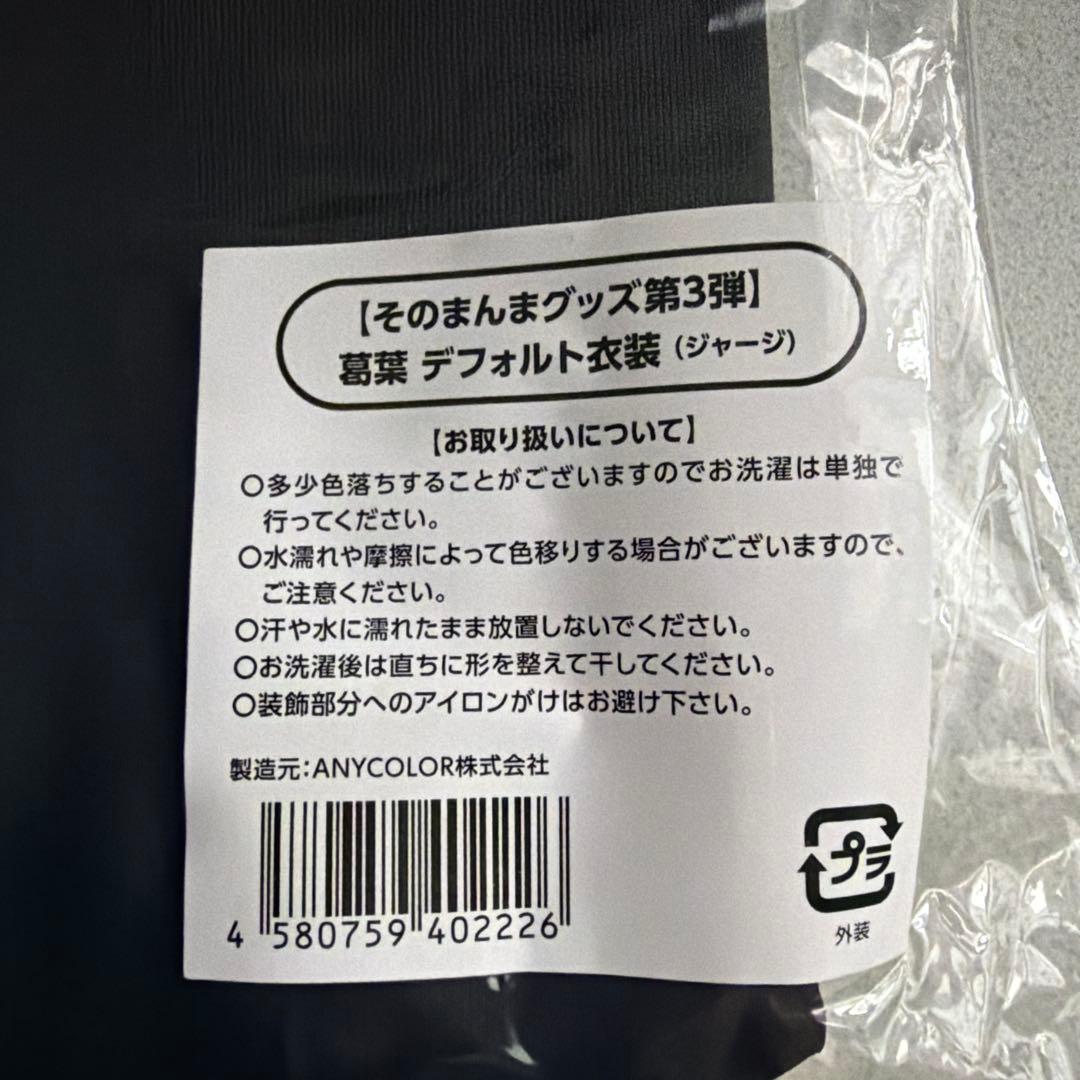 【そのまんまグッズ第3弾】
葛葉 デフォルト衣装（ジャージ）
【お取り扱いについて】
○多少色落ちすることがございますのでお洗濯は単独で
行ってください。
○水濡れや摩擦によって色移りする場合がございますので、
ご注意ください。
○汗や水に濡れたまま放置しないでください。
○お洗濯後は直ちに形を整えて干してください。
○装飾部分へのアイロンがけはお避け下さい。
製造元:ANYCOLOR株式会社
4 580759 402226
プラ
外装